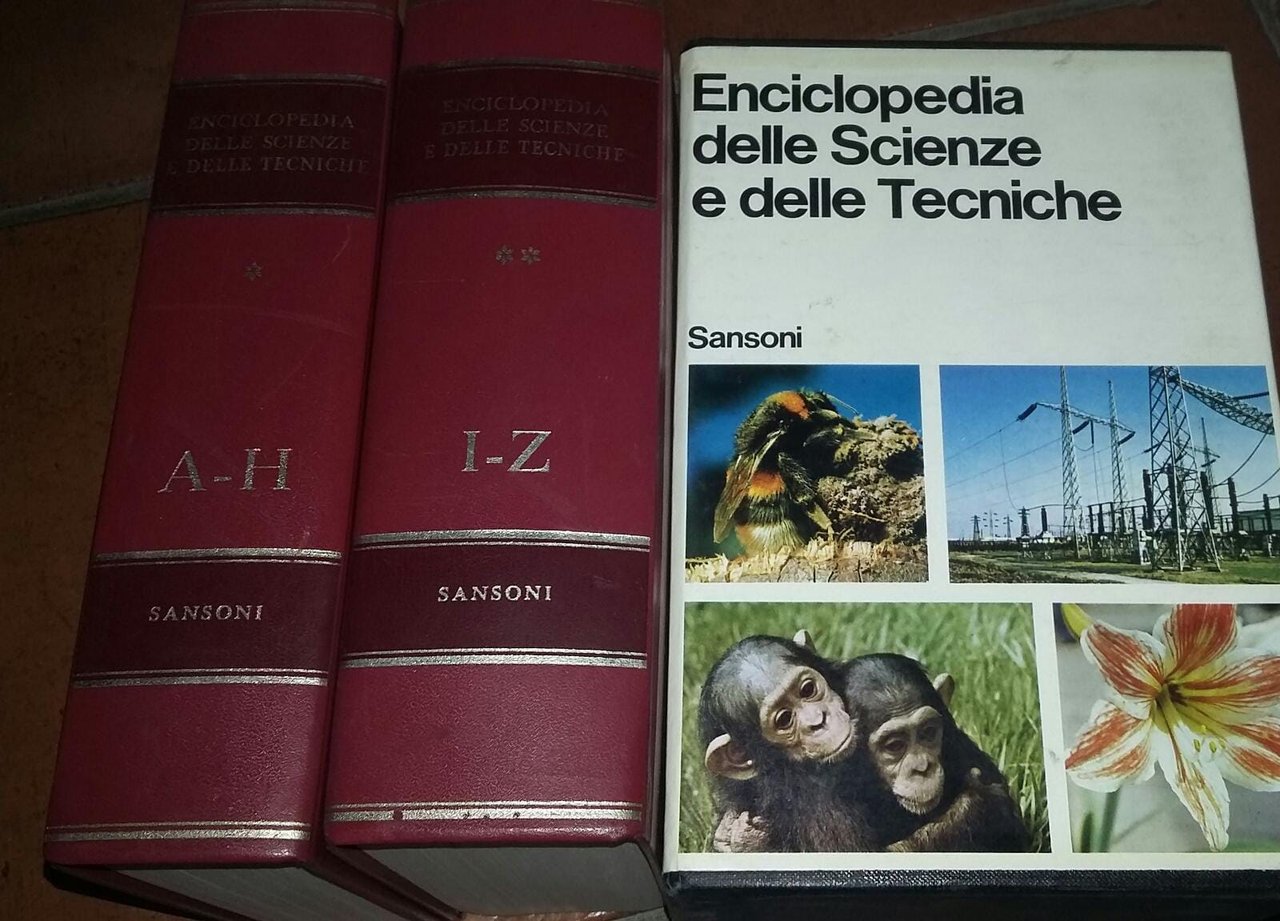 ENCICLOPEDIA
DELLE SCIENZE
E DELLE TECNICHE
*
A-H
SANSONI
ENCICLOPEDIA
DELLE SCIENZE
E DELLE TECNICHE
**
I-Z
SANSONI
Enciclopedia
delle Scienze
e delle Tecniche
Sansoni